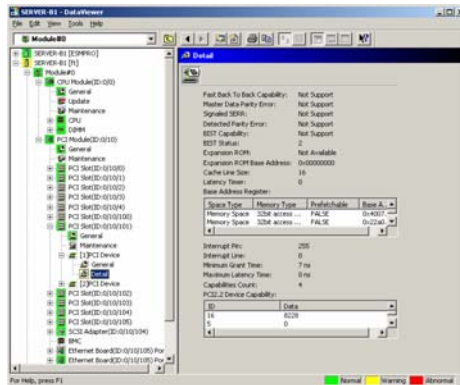 SERVER-B1 - DataViewer
File Edit View Tools Help
Module#0
SERVER-B1 [ESMPRO]
SERVER-B1 [ft]
Module#0
CPU Module(ID:0/0)
General
Update
Maintenance
CPU
DIMM
PCI Module(ID:0/10)
General
Maintenance
PCI Slot(ID:0/10/0)
PCI Slot(ID:0/10/1)
PCI Slot(ID:0/10/2)
PCI Slot(ID:0/10/3)
PCI Slot(ID:0/10/4)
PCI Slot(ID:0/10/100)
PCI Slot(ID:0/10/101)
General
Maintenance
[1]PCI Device
General
Detail
[2]PCI Device
PCI Slot(ID:0/10/102)
PCI Slot(ID:0/10/103)
PCI Slot(ID:0/10/104)
PCI Slot(ID:0/10/105)
SCSI Adapter(ID:0/10/104)
BMC
Ethernet Board(ID:0/10/105) Por
Ethernet Board(ID:0/10/105) Por
Detail
Fast Back To Back Capability: Not Support
Master Data Parity Error: Not Support
Signaled SERR: Not Support
Detected Parity Error: Not Support
BIST Capability: Not Support
BIST Status: 2
Expansion ROM: Not Available
Expansion ROM Base Address: 0x00000000
Cache Line Size: 16
Latency Timer: 0
Base Address Register:
Space Type Memory Type Prefetchable Base A..
Memory Space 32bit access ... FALSE 0x4007.
Memory Space 32bit access ... FALSE 0x22a0.
Interrupt Pin: 255
Interrupt Line: 0
Minimum Grant Time: 7 ns
Maximum Latency Time: 0 ns
Capabilities Count: 4
PCI2.2 Device Capability:
ID Data
16 8228
5 0
For Help, press F1
Normal Warning Abnormal